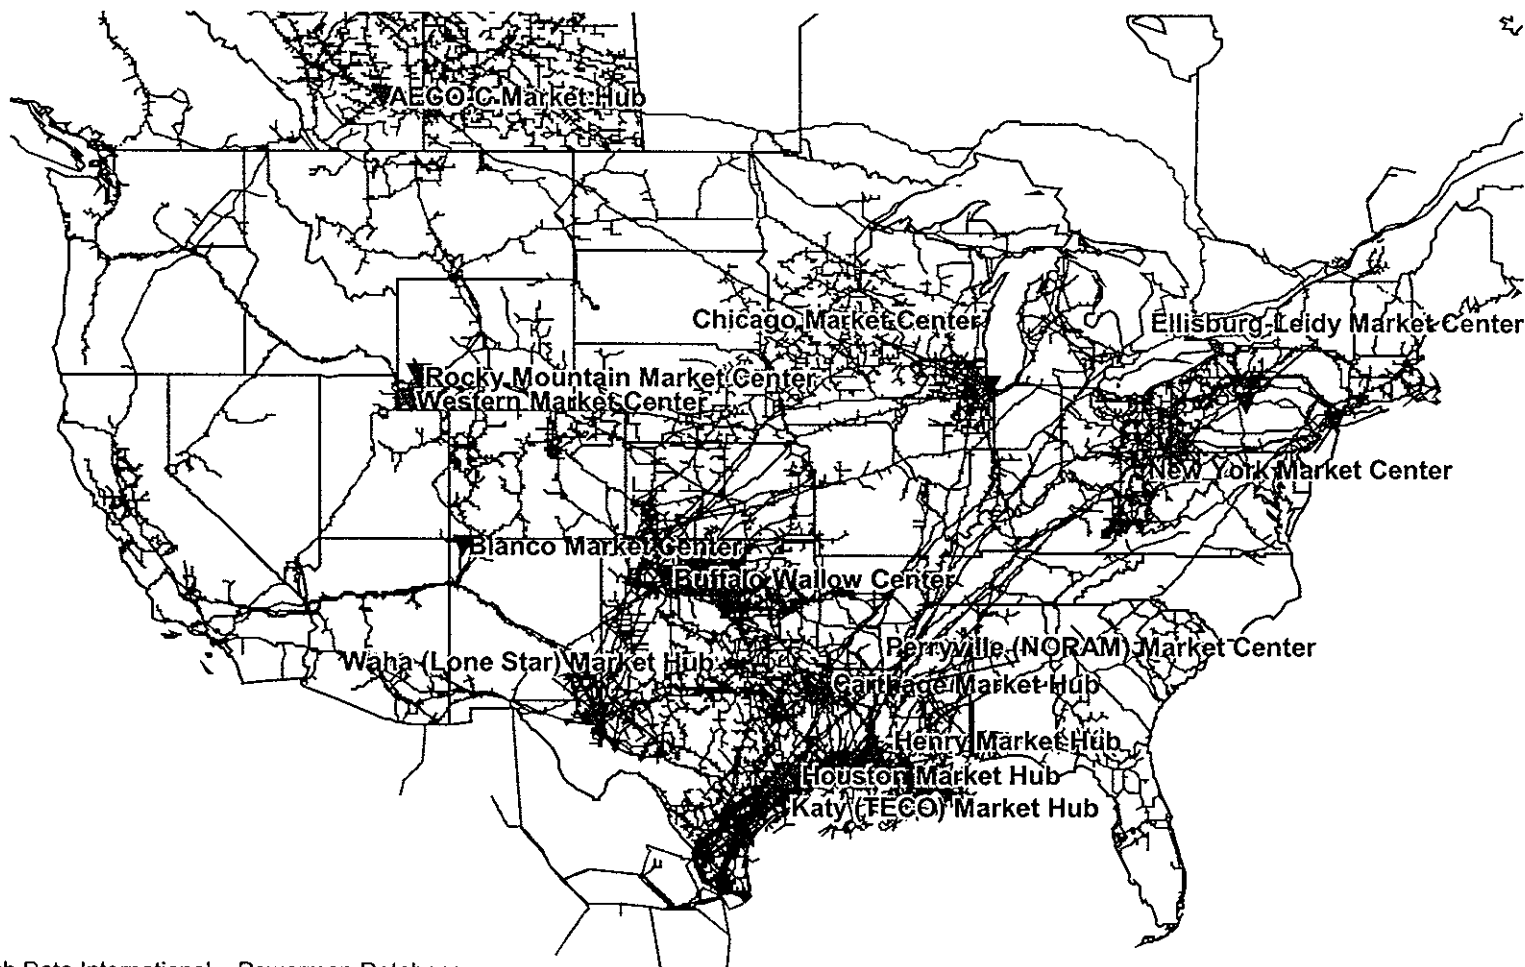 AECO-C Market Hub
Chicago Market Center
Ellisburg-Leidy Market Center
Rocky Mountain Market Center
Western Market Center
New York Market Center
Blanco Market Center
Buffalo Wallow Center
Perryville (NORAM) Market Center
Waha (Lone Star) Market Hub
Carthage Market Hub
Henry Market Hub
Houston Market Hub
Katy (TECO) Market Hub
Data International